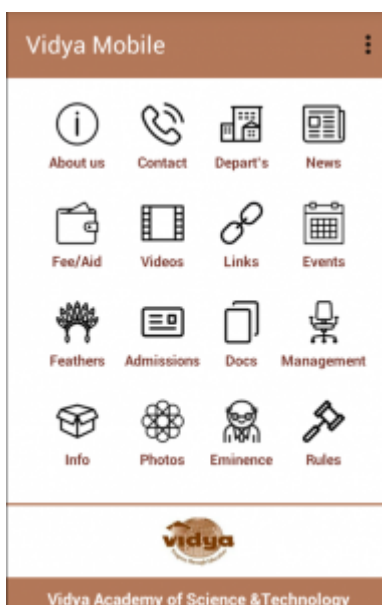 Vidya Mobile
About us Contact Depart's News
Fee/Aid Videos Links Events
Feathers Admissions Docs Management
Info Photos Eminence Rules
vidya
Vidya Academy of Science &Technology